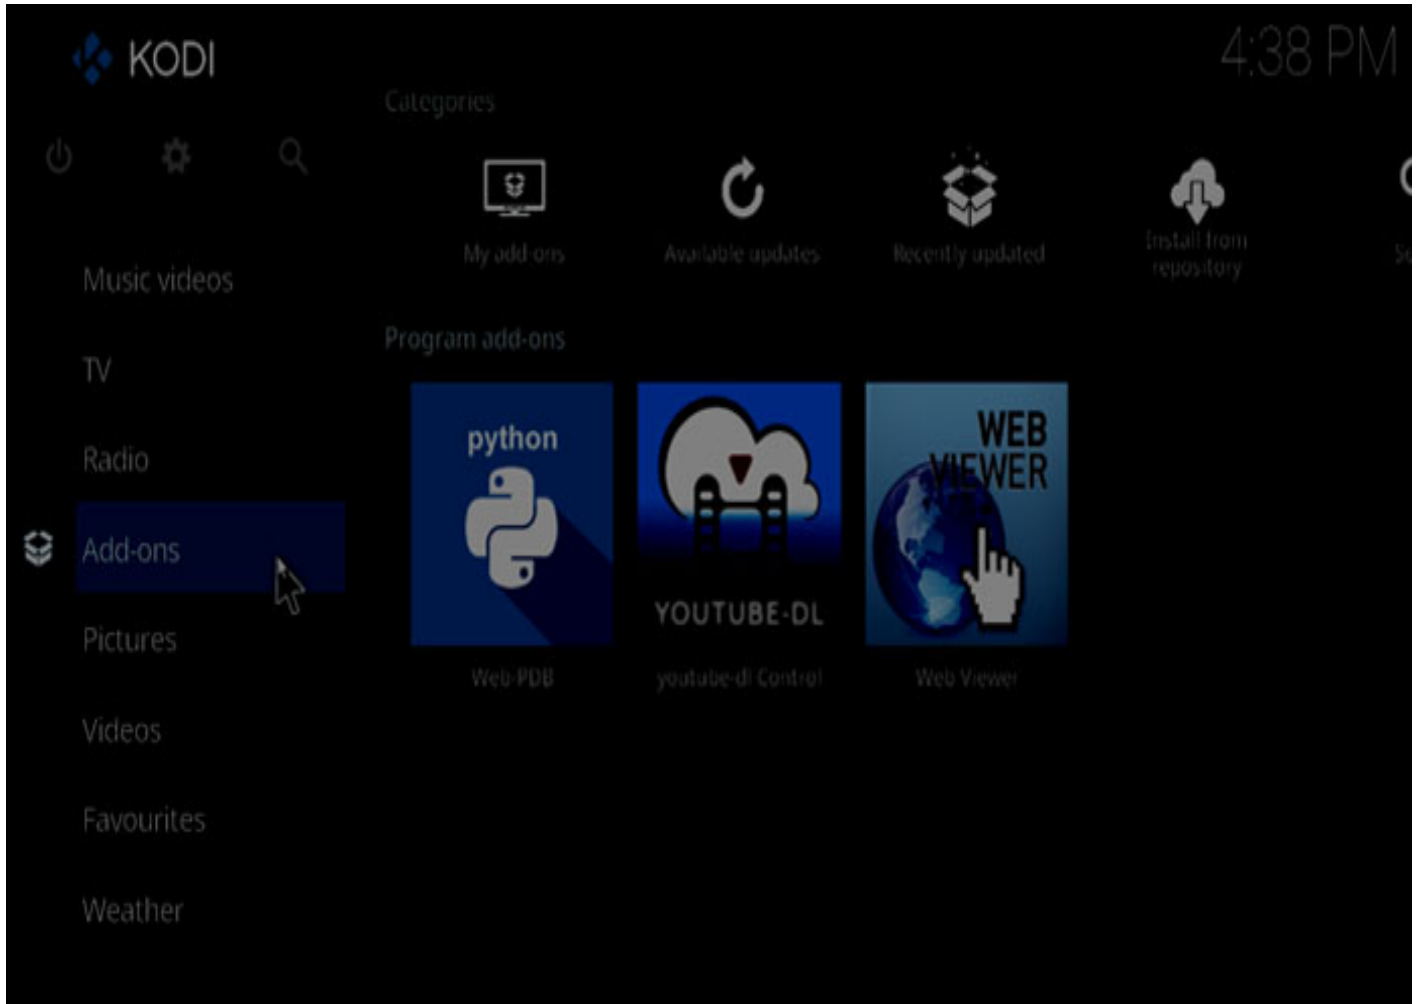 KODI
4:38 PM
Categories
My add-ons
Available updates
Recently updated
Install from
repository
Music videos
TV
Radio
Add-ons
Pictures
Videos
Favourites
Weather
Program add-ons
python
YOUTUBE-DL
WEB
VIEWER
Web-PDB
youtube-dl Control
Web Viewer